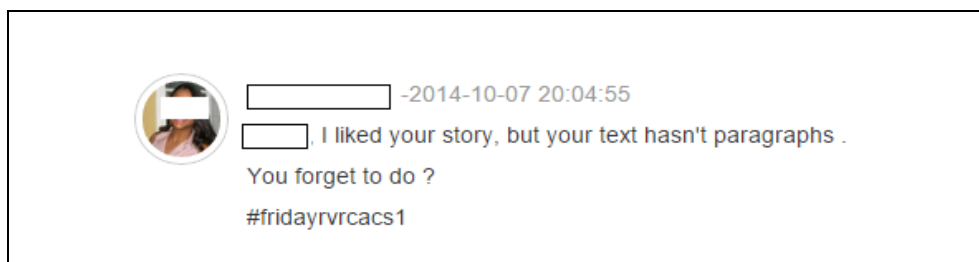 -2014-10-07 20:04:55
, I liked your story, but your text hasn't paragraphs .
You forget to do ?
#fridayrvrcacs1